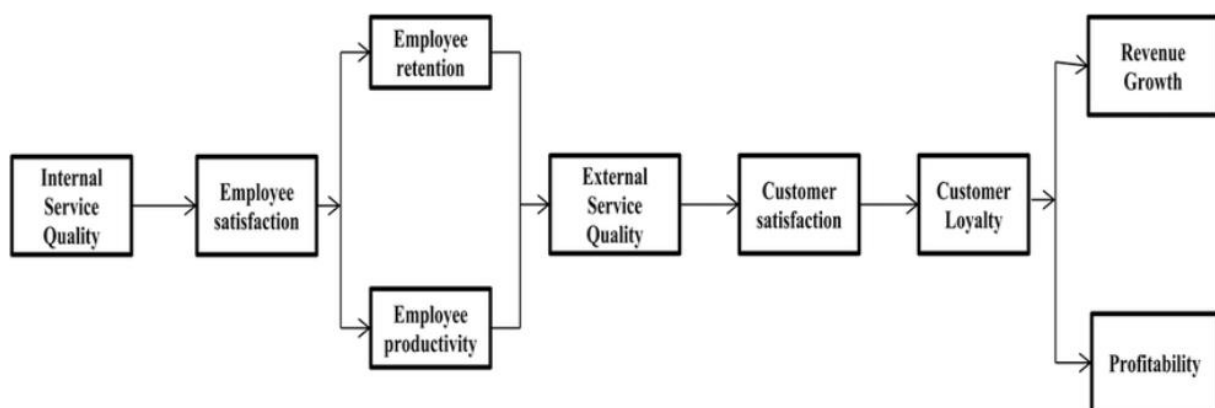 Internal
Service
Quality
Employee
satisfaction
Employee
retention
Employee
productivity
External
Service
Quality
Customer
satisfaction
Customer
Loyalty
Revenue
Growth
Profitability